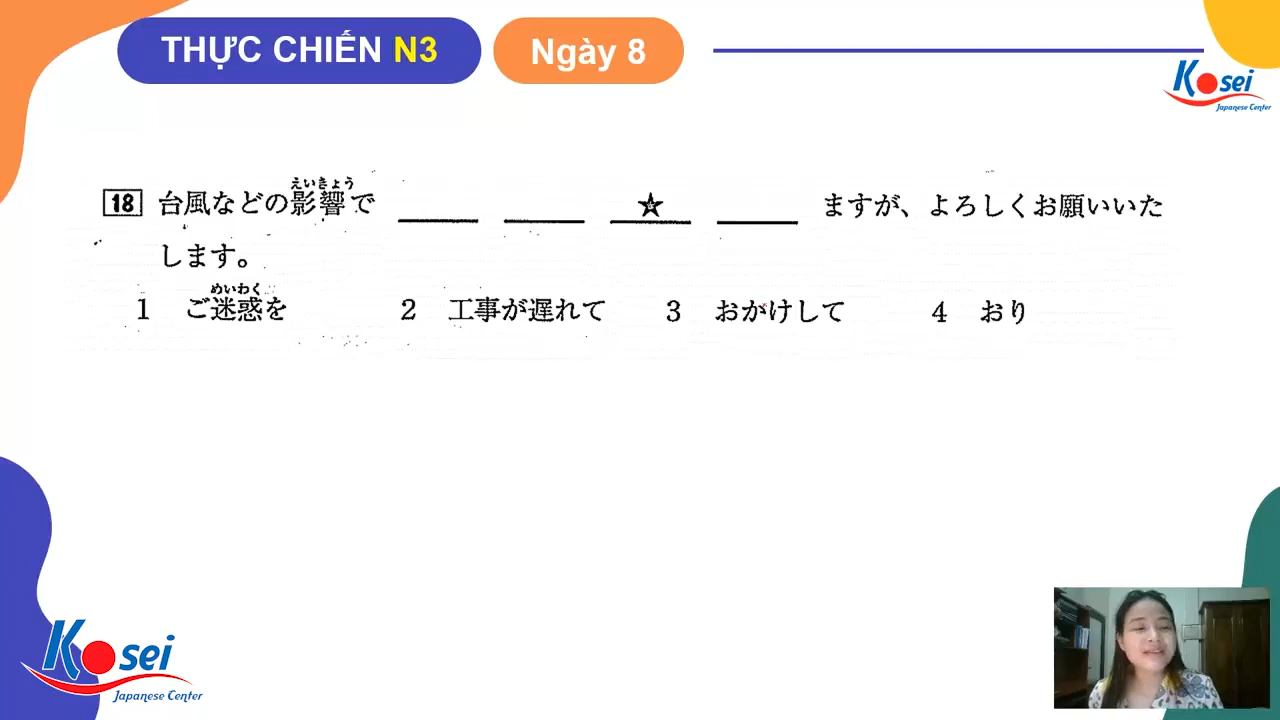 THỰC CHIẾN N3
Ngày 8
Kosei
Japanese Center
えいきょう
18 台風などの影響で ＿＿ ＿＿ ★ ＿＿ ますが、よろしくお願いいた
します。
めいわく
1 ご迷惑を 2 工事が遅れて 3 おかけして 4 おり
Kosei
Japanese Center